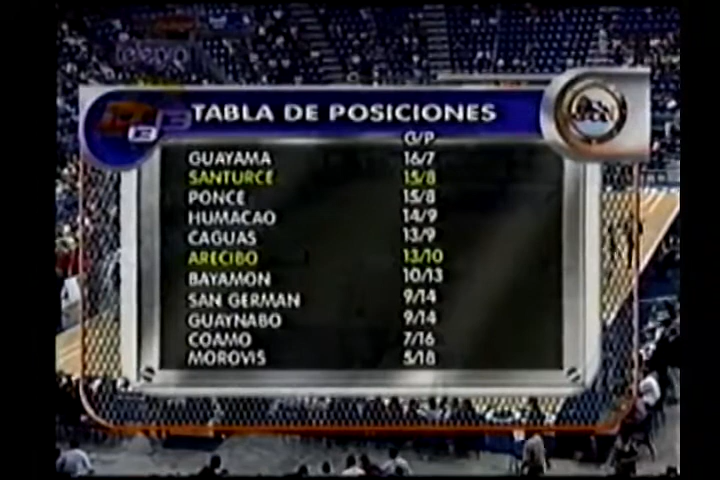 TABLA DE POSICIONES
G/P
GUAYAMA 16/7
SANTURCE 15/8
PONCE 15/8
HUMACAO 14/9
CAGUAS 13/9
ARECIBO 13/10
BAYAMON 10/13
SAN GERMAN 9/14
GUAYNABO 9/14
COAMO 7/16
MOROVIS 5/18